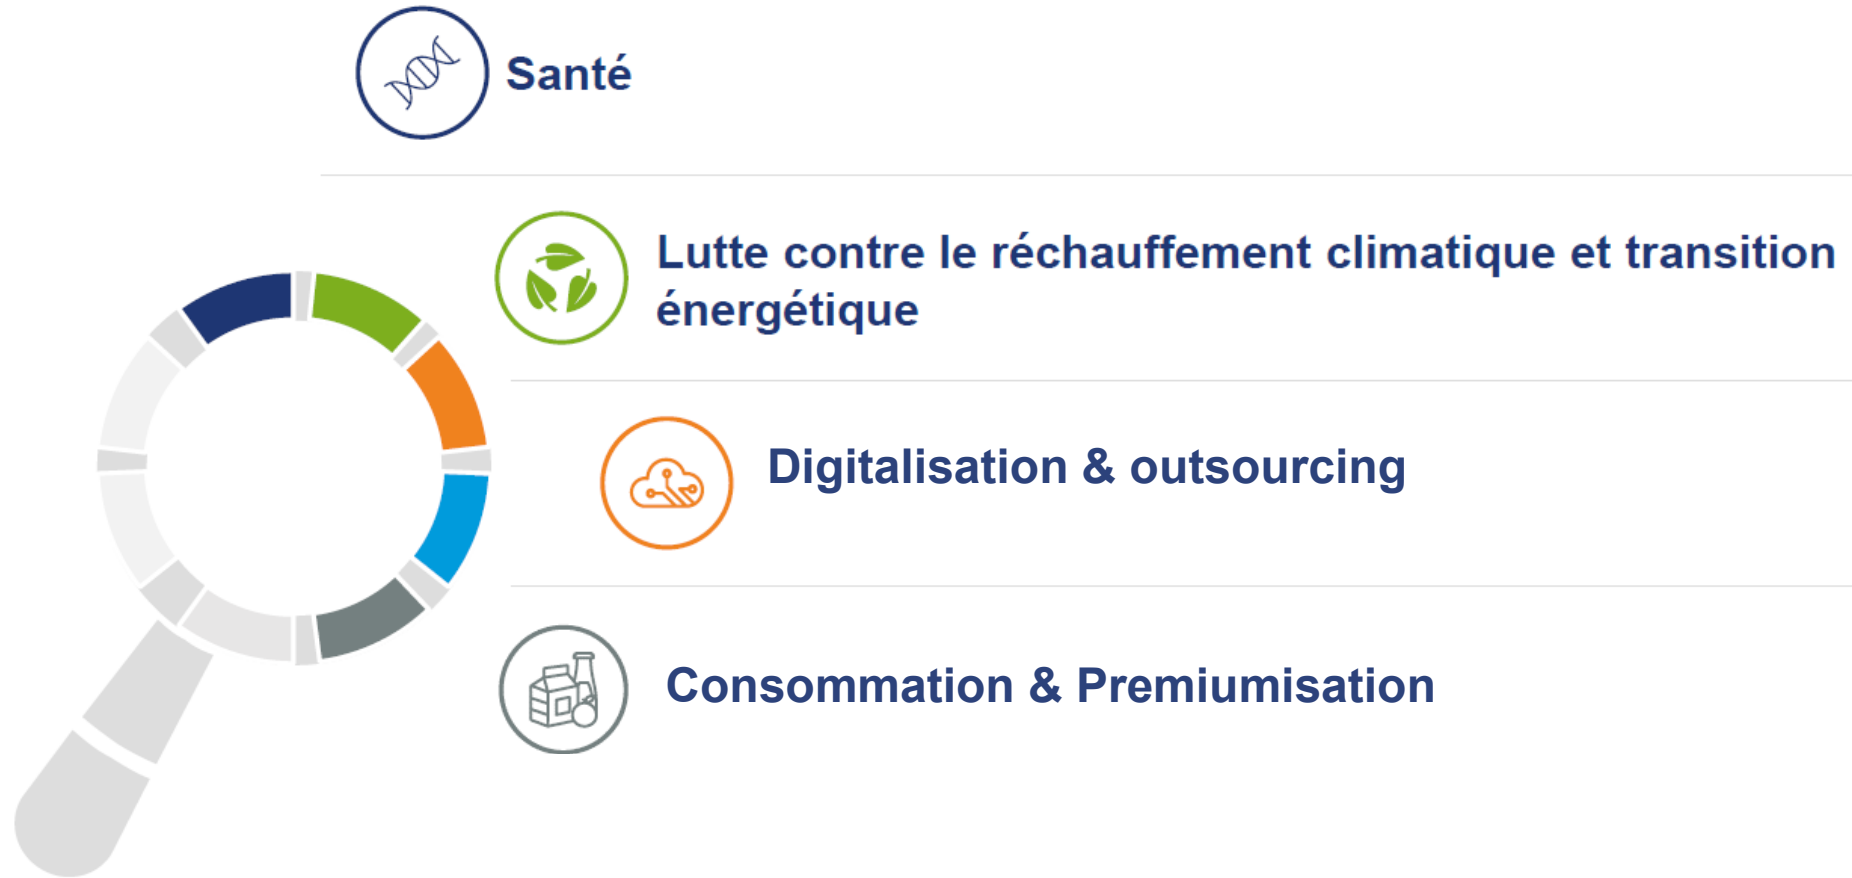 Santé
Lutte contre le réchauffement climatique et transition
énergétique
Digitalisation & outsourcing
Consommation & Premiumisation